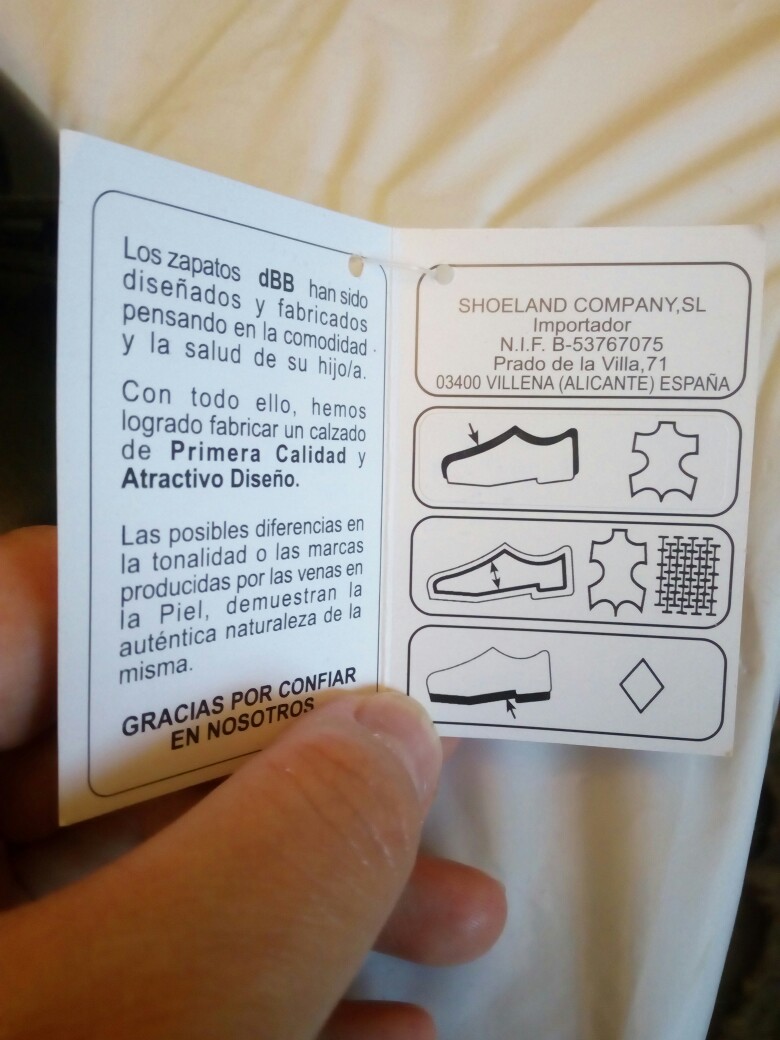 Los zapatos dBB han sido
diseñados y fabricados
pensando en la comodidad
y la salud de su hijo/a.
Con todo ello, hemos
logrado fabricar un calzado
de Primera Calidad y
Atractivo Diseño.
Las posibles diferencias en
la tonalidad o las marcas
producidas por las venas en
la Piel, demuestran la
auténtica naturaleza de la
misma.
GRACIAS POR CONFIAR
EN NOSOTROS
SHOELAND COMPANY,SL
Importador
N.I.F. B-53767075
Prado de la Villa,71
03400 VILLENA (ALICANTE) ESPAÑA